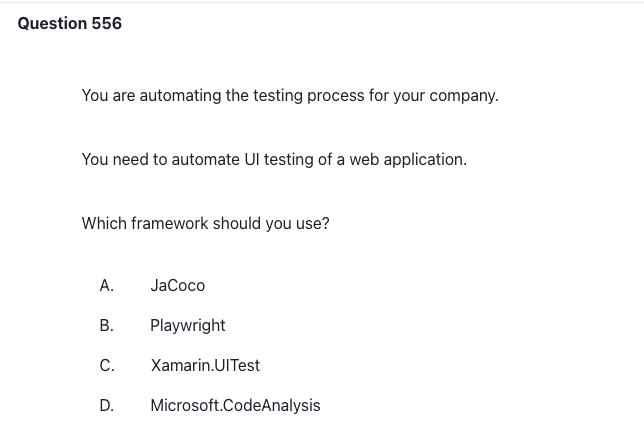 Question 556
You are automating the testing process for your company.
You need to automate UI testing of a web application.
Which framework should you use?
A. JaCoco
B. Playwright
C. Xamarin.UITest
D. Microsoft.CodeAnalysis